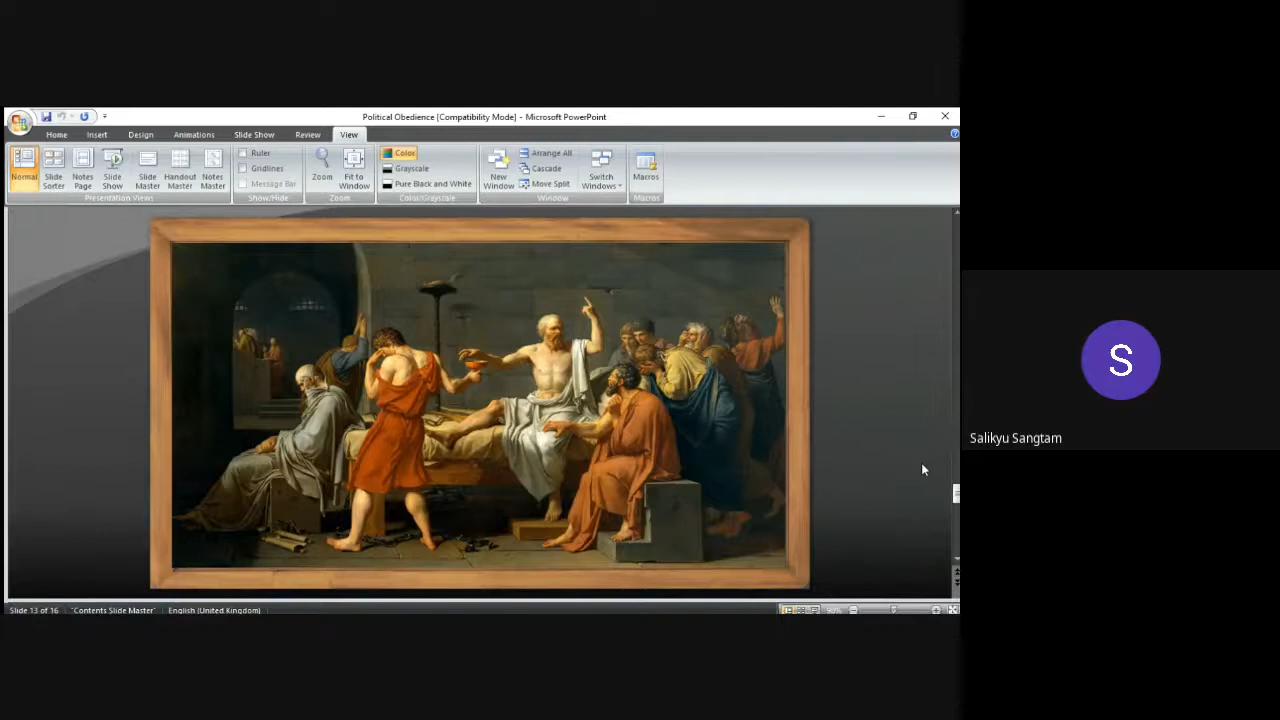 Political Obedience [Compatibility Mode] - Microsoft PowerPoint
Home Insert Design Animations Slide Show Review View
Normal Slide Sorter Notes Page Slide Show Slide Master Handout Master Notes Master
Presentation Views
Ruler
Gridlines
Message Bar
Show/Hide
Zoom Fit to Window
Zoom
Color
Grayscale
Pure Black and White
Color/Grayscale
New Window
Arrange All
Cascade
Move Split
Switch Windows
Window
Macros
Macros
S
Salikyu Sangtam
Slide 13 of 16 "Contents Slide Master" English (United Kingdom) 90%